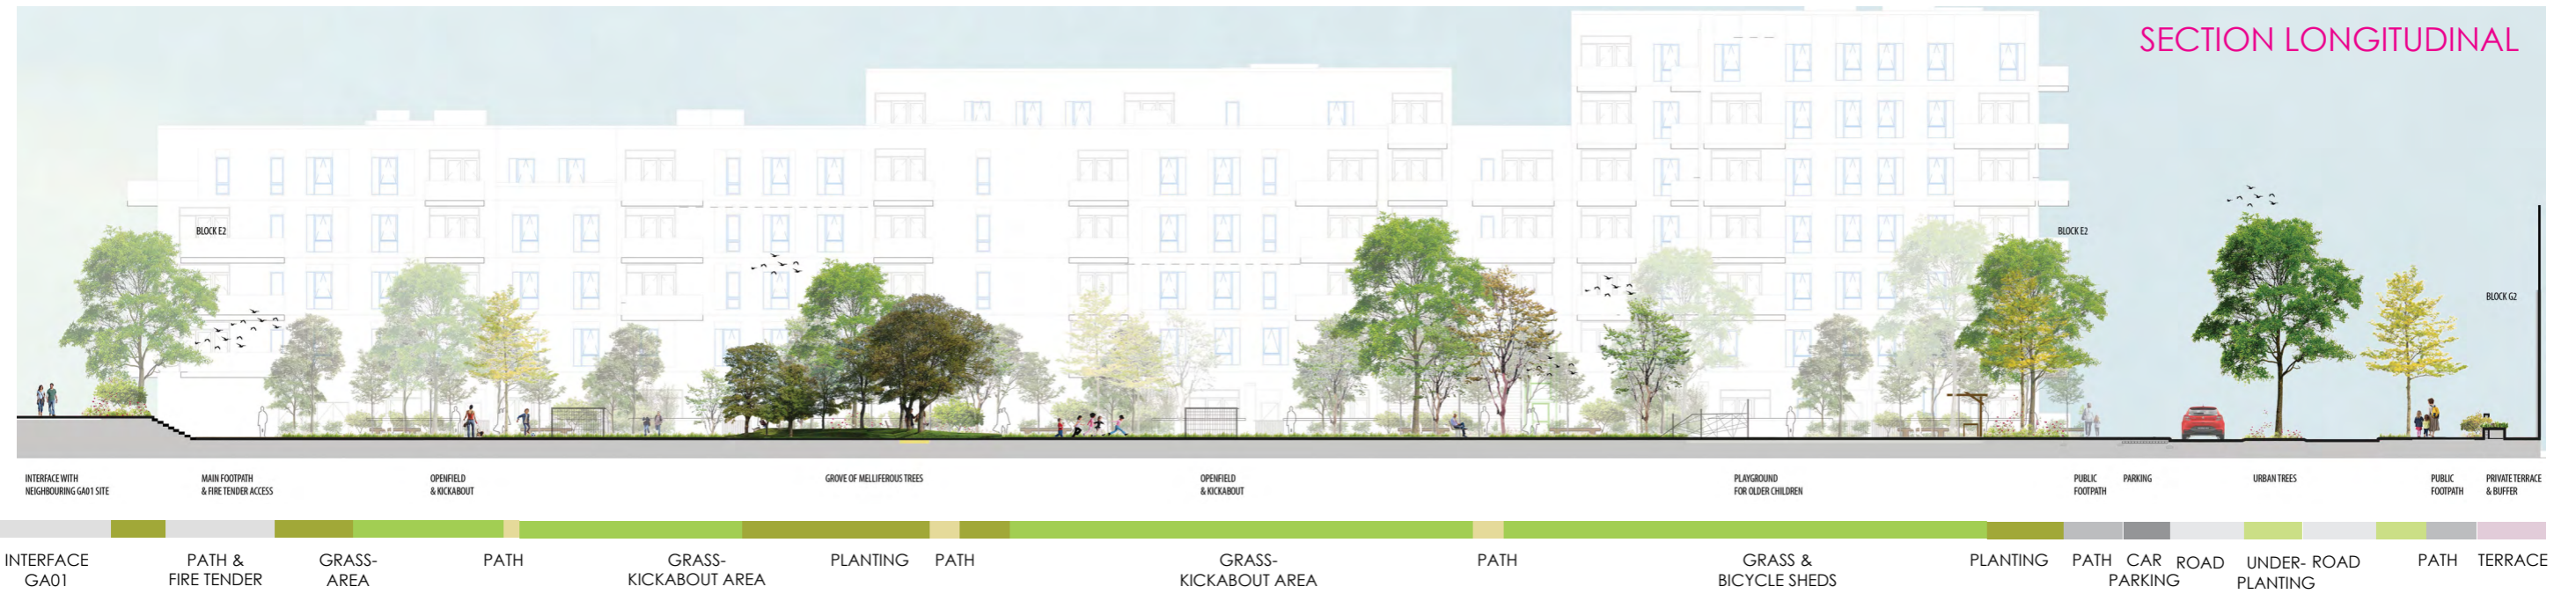 SECTION LONGITUDINAL
BLOCK E2
BLOCK E2
BLOCK G2
INTERFACE WITH
NEIGHBOURING GA01 SITE
MAIN FOOTPATH
& FIRE TENDER ACCESS
OPENFIELD
& KICKABOUT
GROVE OF MELLIFEROUS TREES
OPENFIELD
& KICKABOUT
PLAYGROUND
FOR OLDER CHILDREN
PUBLIC
FOOTPATH
PARKING
URBAN TREES
PUBLIC
FOOTPATH
PRIVATE TERRACE
& BUFFER
INTERFACE
GA01
PATH &
FIRE TENDER
GRASS-
AREA
PATH
GRASS-
KICKABOUT AREA
PLANTING
PATH
GRASS-
KICKABOUT AREA
PATH
GRASS &
BICYCLE SHEDS
PLANTING
PATH
CAR
PARKING
ROAD
UNDER-
PLANTING
ROAD
PATH
TERRACE